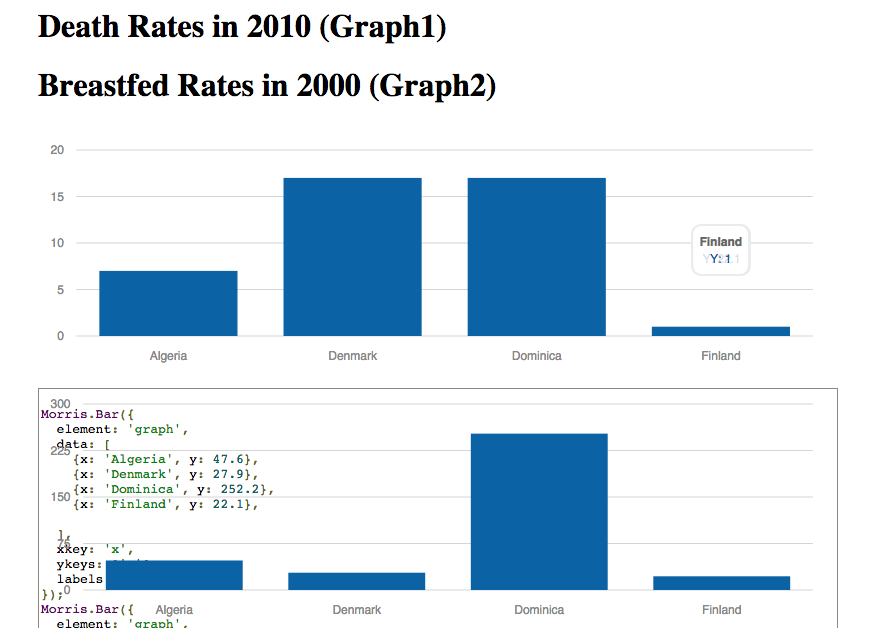 Death Rates in 2010 (Graph1)
Breastfed Rates in 2000 (Graph2)
20
15
10
5
0
Finland
Y: 1
Algeria
Denmark
Dominica
Finland
300
Morris.Bar({
element: 'graph',
data: [
225
{x: 'Algeria', y: 47.6},
{x: 'Denmark', y: 27.9},
{x: 'Dominica', y: 252.2},
150
{x: 'Finland', y: 22.1},
],
75
xkey: 'x',
ykeys:
labels
0
});
Morris.Bar({
Algeria
Denmark
Dominica
Finland
element: 'graph',